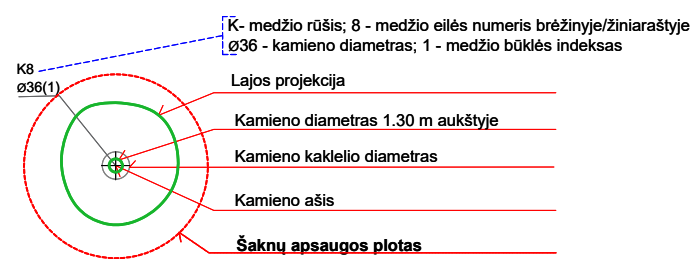 K- medžio rūšis; 8 - medžio eilės numeris brėžinyje/žiniaraštyje
ø36 - kamieno diametras; 1 - medžio būklės indeksas
K8
ø36(1)
Lajos projekcija
Kamieno diametras 1.30 m aukštyje
Kamieno kaklelio diametras
Kamieno ašis
Šaknų apsaugos plotas